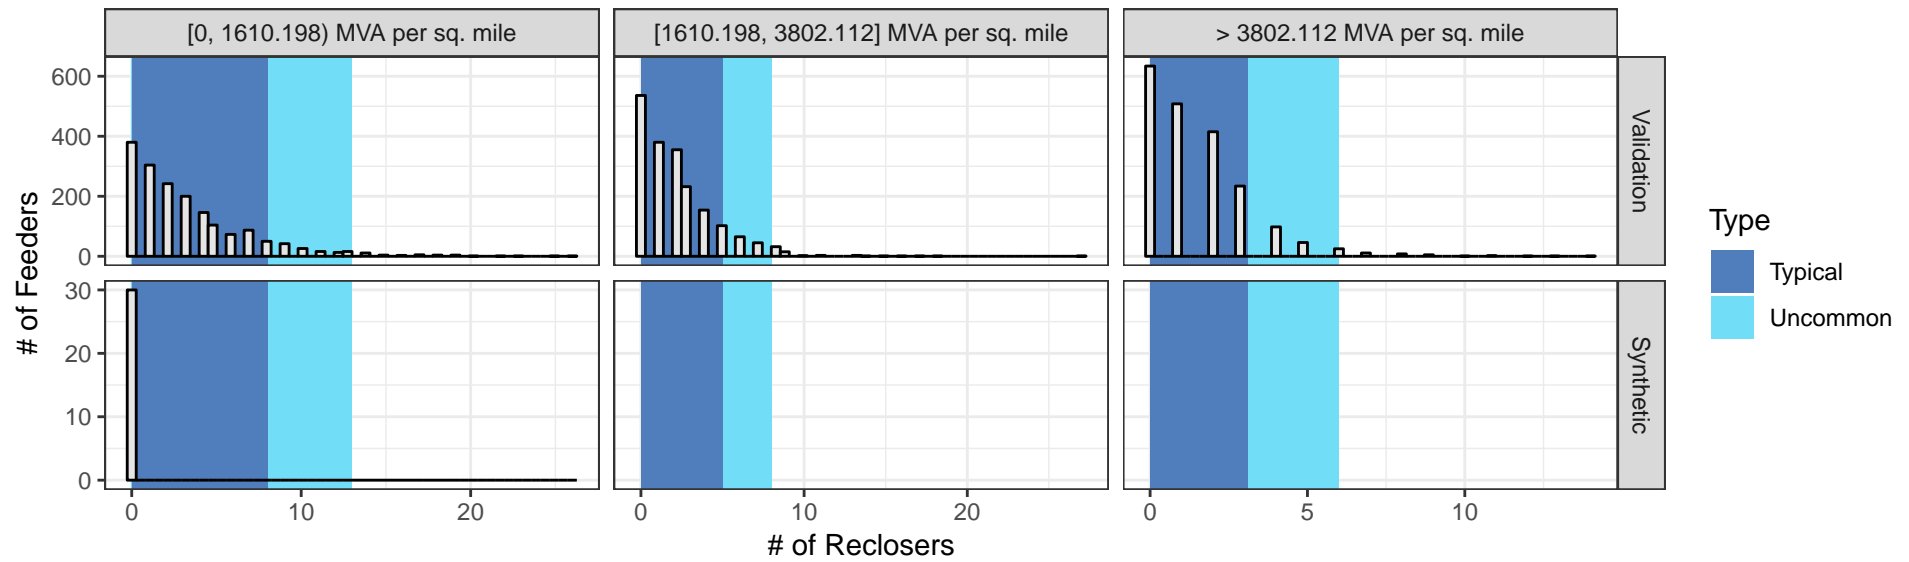 [0, 1610.198) MVA per sq. mile
[1610.198, 3802.112] MVA per sq. mile
> 3802.112 MVA per sq. mile
# of Feeders
600
400
200
0
Validation
30
20
10
0
Synthetic
0
10
20
0
10
20
0
5
10
# of Reclosers
Type
Typical
Uncommon